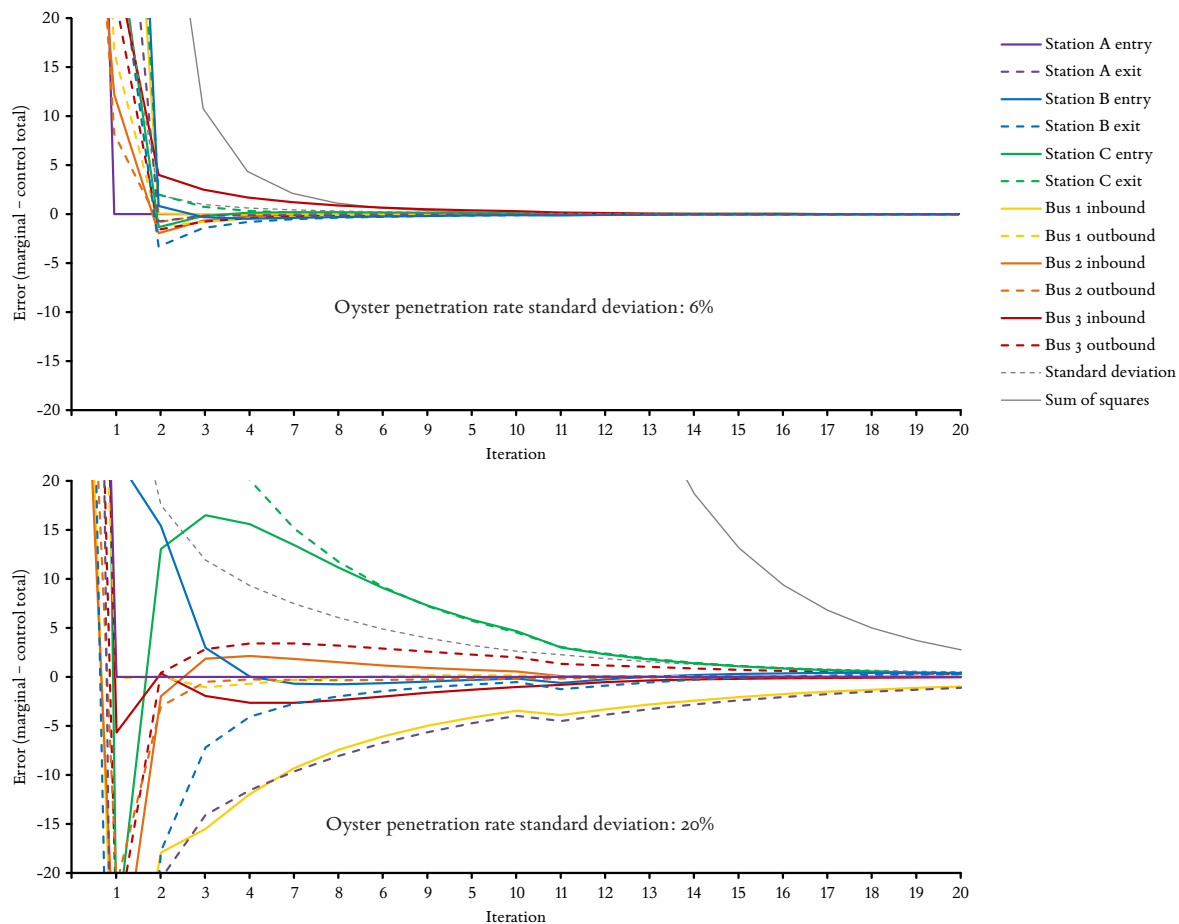 20
15
10
5
0
-5
-10
-15
-20
Error (marginal – control total)
Oyster penetration rate standard deviation: 6%
1 2 3 4 7 8 6 9 5 10 11 12 13 14 15 16 17 18 19 20
Iteration
Station A entry
Station A exit
Station B entry
Station B exit
Station C entry
Station C exit
Bus 1 inbound
Bus 1 outbound
Bus 2 inbound
Bus 2 outbound
Bus 3 inbound
Bus 3 outbound
Standard deviation
Sum of squares
20
15
10
5
0
-5
-10
-15
-20
Error (marginal – control total)
Oyster penetration rate standard deviation: 20%
1 2 3 4 7 8 6 9 5 10 11 12 13 14 15 16 17 18 19 20
Iteration